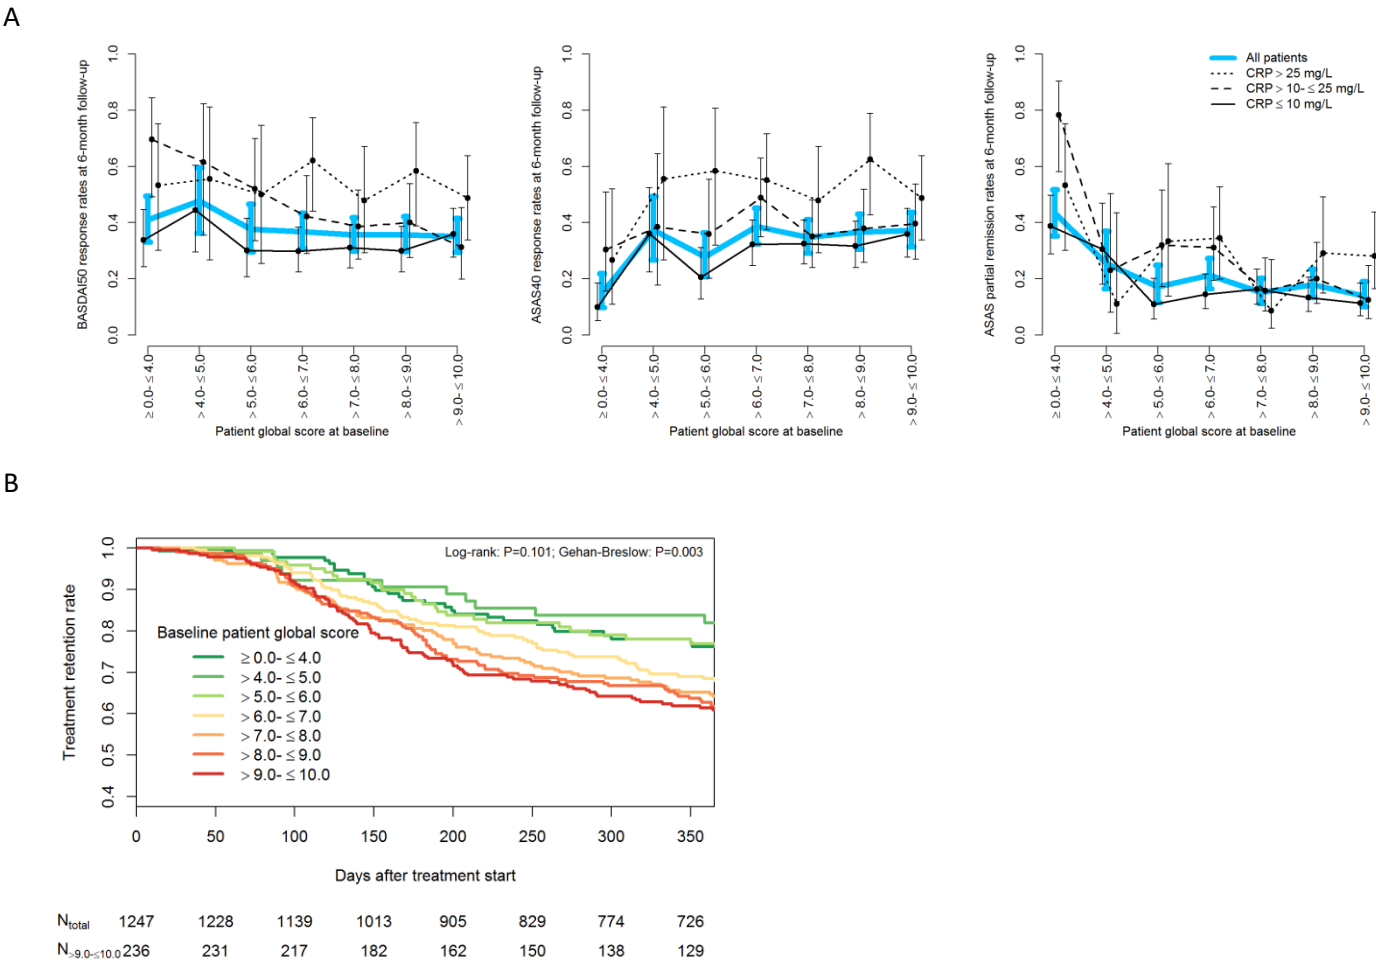 A
BASDAI50 response rates at 6-month follow-up
1.0
0.8
0.6
0.4
0.2
0.0
≥ 0.0- ≤ 4.0
> 4.0- ≤ 5.0
> 5.0- ≤ 6.0
> 6.0- ≤ 7.0
> 7.0- ≤ 8.0
> 8.0- ≤ 9.0
> 9.0- ≤ 10.0
Patient global score at baseline
ASAS40 response rates at 6-month follow-up
1.0
0.8
0.6
0.4
0.2
0.0
≥ 0.0- ≤ 4.0
> 4.0- ≤ 5.0
> 5.0- ≤ 6.0
> 6.0- ≤ 7.0
> 7.0- ≤ 8.0
> 8.0- ≤ 9.0
> 9.0- ≤ 10.0
Patient global score at baseline
ASAS partial remission rates at 6-month follow-up
1.0
0.8
0.6
0.4
0.2
0.0
All patients
CRP > 25 mg/L
CRP > 10- ≤ 25 mg/L
CRP ≤ 10 mg/L
≥ 0.0- ≤ 4.0
> 4.0- ≤ 5.0
> 5.0- ≤ 6.0
> 6.0- ≤ 7.0
> 7.0- ≤ 8.0
> 8.0- ≤ 9.0
> 9.0- ≤ 10.0
Patient global score at baseline
B
Treatment retention rate
1.0
0.9
0.8
0.7
0.6
0.5
0.4
Log-rank: P=0.101; Gehan-Breslow: P=0.003
Baseline patient global score
≥ 0.0- ≤ 4.0
> 4.0- ≤ 5.0
> 5.0- ≤ 6.0
> 6.0- ≤ 7.0
> 7.0- ≤ 8.0
> 8.0- ≤ 9.0
> 9.0- ≤ 10.0
0 50 100 150 200 250 300 350
Days after treatment start
Ntotal 1247 1228 1139 1013 905 829 774 726
N>9.0-≤10.0 236 231 217 182 162 150 138 129